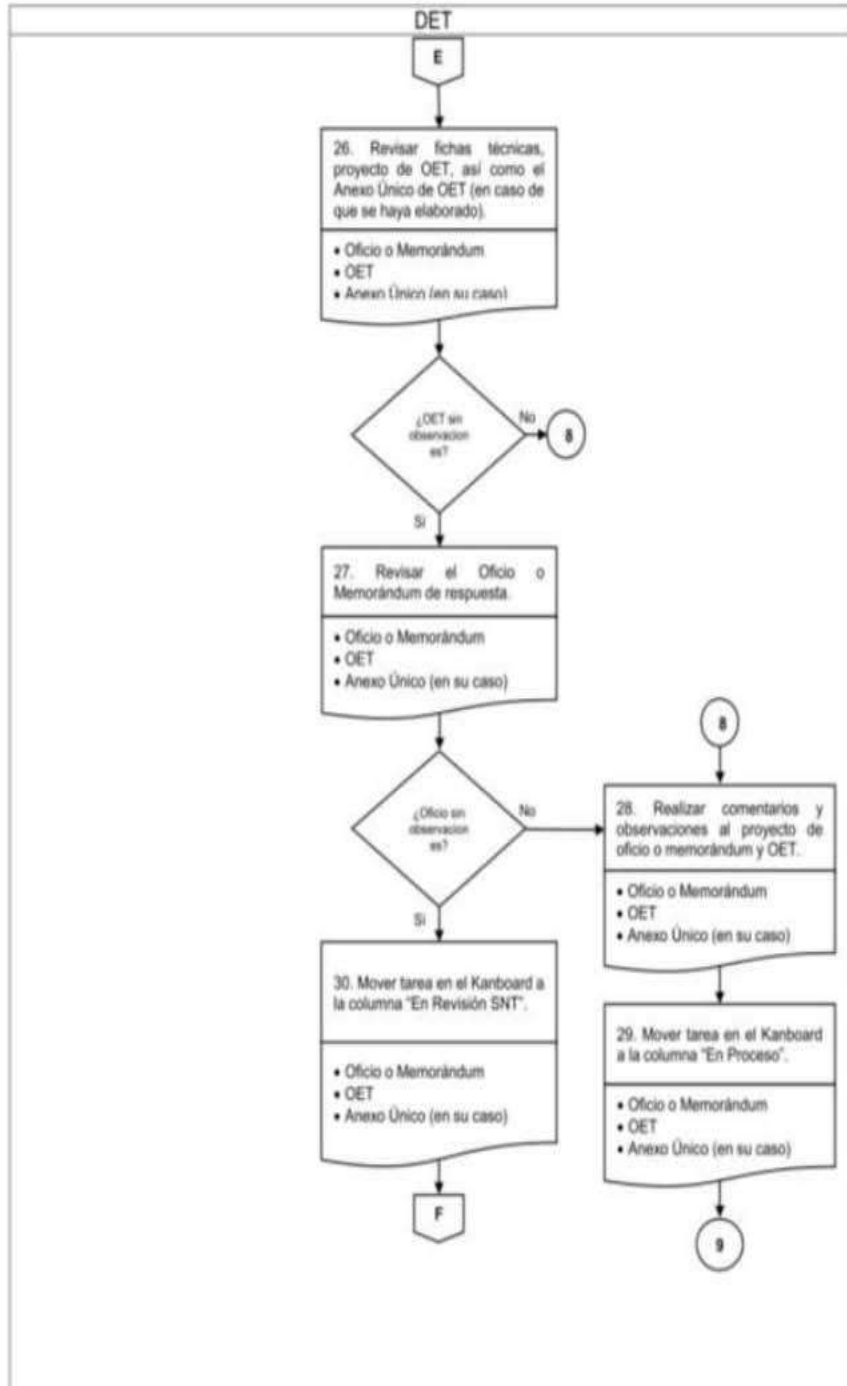 DET
E
26. Revisar fichas técnicas,
proyecto de OET, así como el
Anexo Único de OET (en caso de
que se haya elaborado).
• Oficio o Memorándum
• OET
• Anexo Único (en su caso)
¿OET sin
observacion
es?
No
8
Si
27. Revisar el Oficio o
Memorándum de respuesta.
• Oficio o Memorándum
• OET
• Anexo Único (en su caso)
8
¿Oficio sin
observacion
es?
No
28. Realizar comentarios y
observaciones al proyecto de
oficio o memorándum y OET.
• Oficio o Memorándum
• OET
• Anexo Único (en su caso)
Si
30. Mover tarea en el Kanboard a
la columna "En Revisión SNT".
• Oficio o Memorándum
• OET
• Anexo Único (en su caso)
29. Mover tarea en el Kanboard
a la columna "En Proceso".
• Oficio o Memorándum
• OET
• Anexo Único (en su caso)
F
9